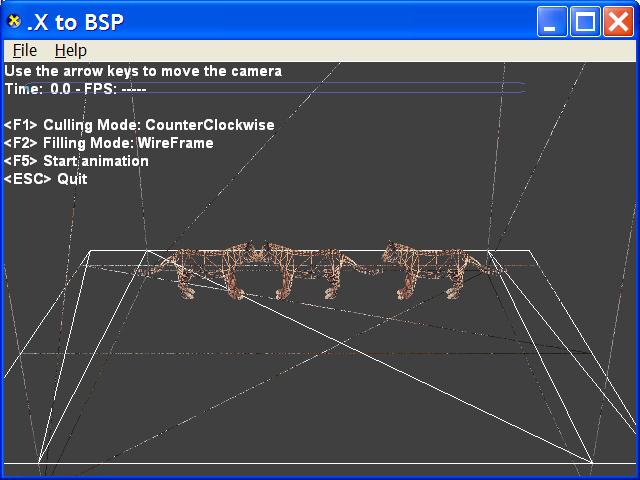 .X to BSP
File Help
Use the arrow keys to move the camera
Time: 0.0 - FPS: -----
<F1> Culling Mode: CounterClockwise
<F2> Filling Mode: WireFrame
<F5> Start animation
<ESC> Quit